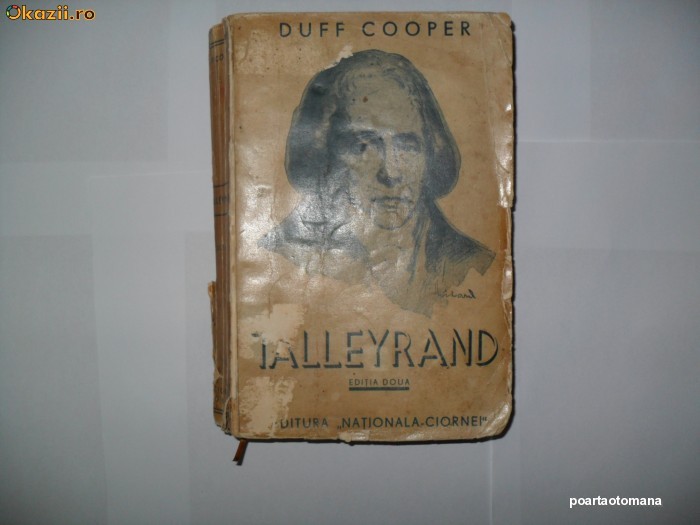 Okazii.ro
DUFF COOPER
TALLEYRAND
EDITIA DOUA
DITURA „NATIONALA-CIORNEI"
poartaotomana